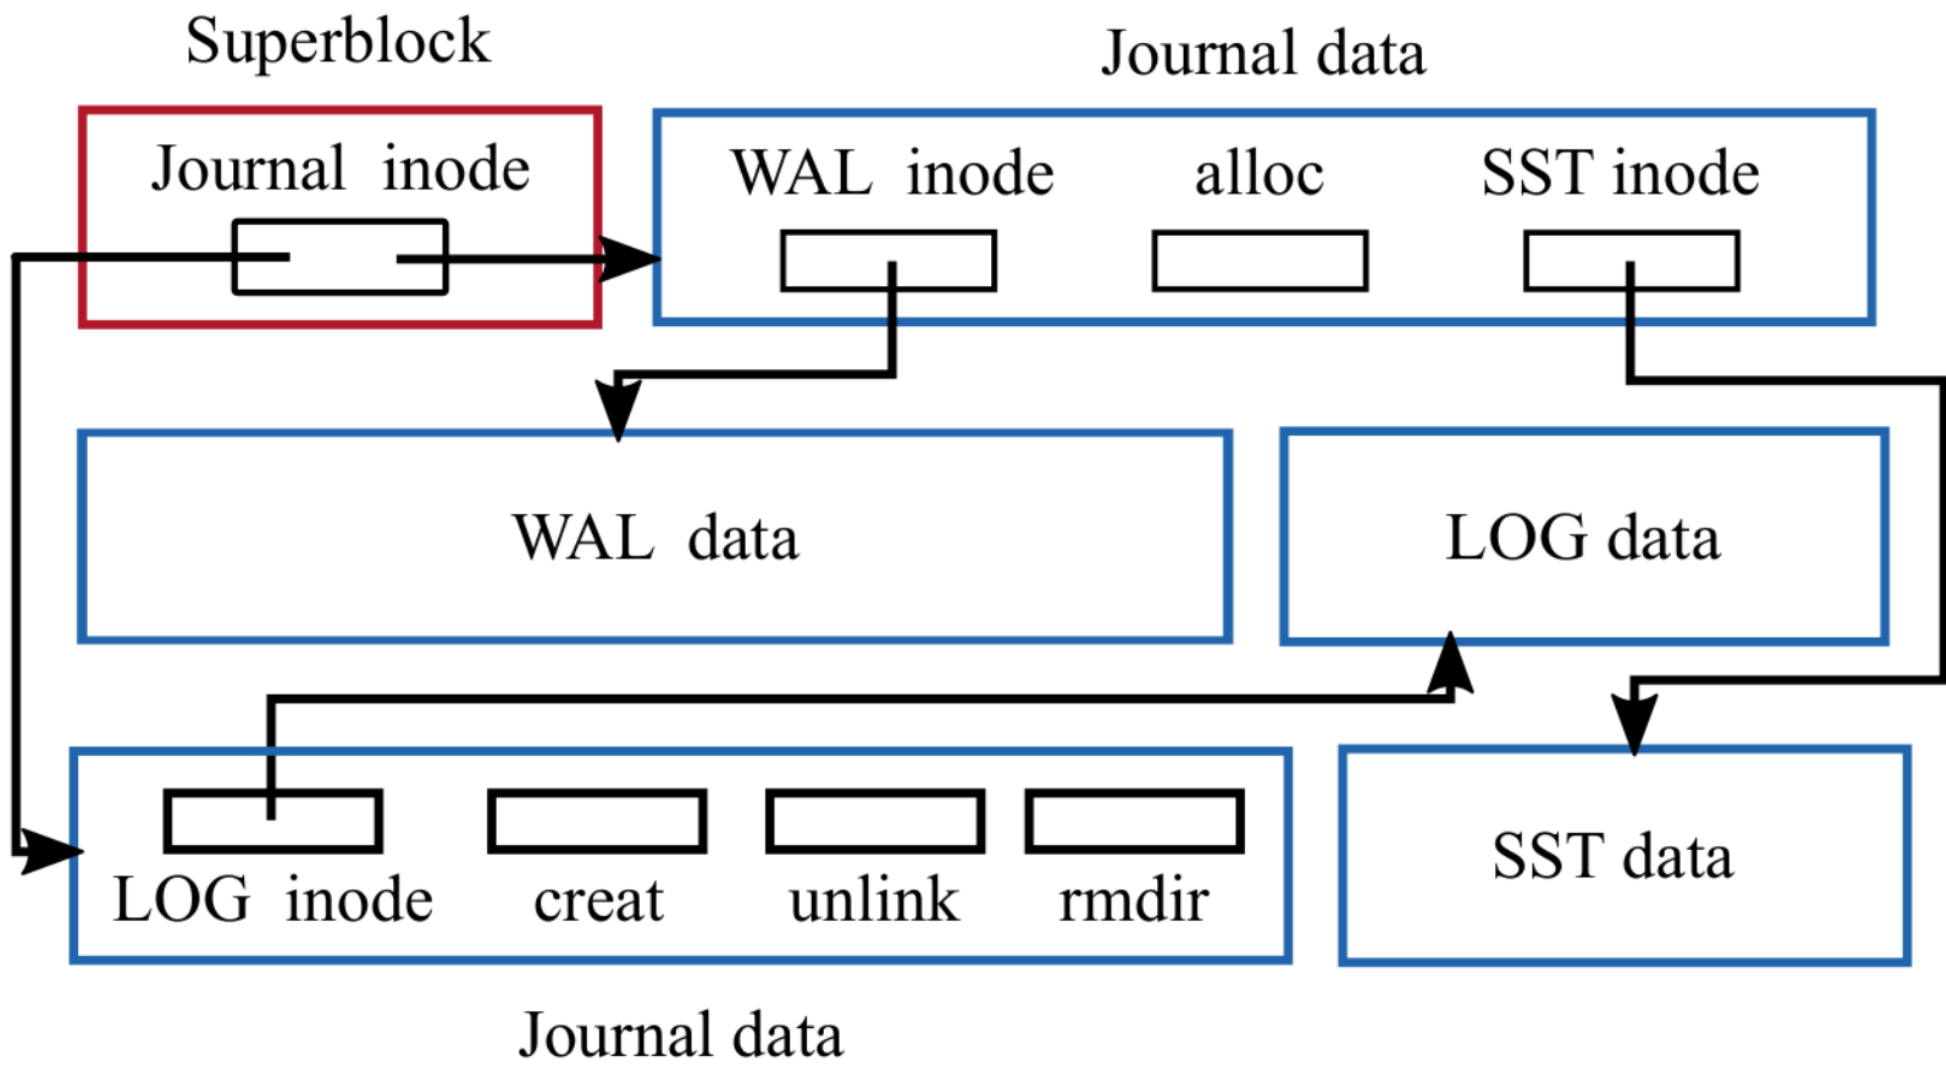 Superblock
Journal data
Journal inode
WAL inode
alloc
SST inode
WAL data
LOG data
LOG inode
creat
unlink
rmdir
SST data
Journal data